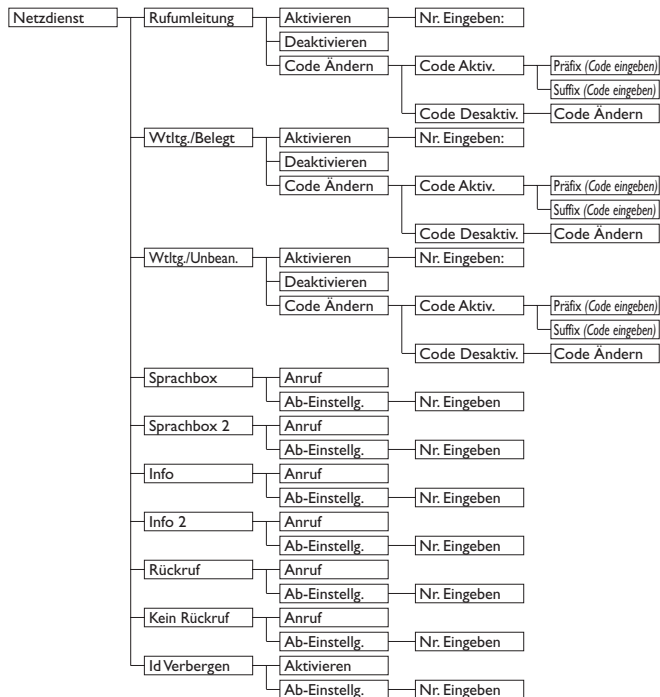 Netzdienst Rufumleitung Aktivieren Nr. Eingeben:
Deaktivieren
Code Ändern Code Aktiv. Präfix (Code eingeben)
Suffix (Code eingeben)
Code Desaktiv. Code Ändern
Wtltg./Belegt Aktivieren Nr. Eingeben:
Deaktivieren
Code Ändern Code Aktiv. Präfix (Code eingeben)
Suffix (Code eingeben)
Code Desaktiv. Code Ändern
Wtltg./Unbean. Aktivieren Nr. Eingeben:
Deaktivieren
Code Ändern Code Aktiv. Präfix (Code eingeben)
Suffix (Code eingeben)
Code Desaktiv. Code Ändern
Sprachbox Anruf
Ab-Einstellg. Nr. Eingeben
Sprachbox 2 Anruf
Ab-Einstellg. Nr. Eingeben
Info Anruf
Ab-Einstellg. Nr. Eingeben
Info 2 Anruf
Ab-Einstellg. Nr. Eingeben
Rückruf Anruf
Ab-Einstellg. Nr. Eingeben
Kein Rückruf Anruf
Ab-Einstellg. Nr. Eingeben
Id Verbergen Aktivieren
Ab-Einstellg. Nr. Eingeben